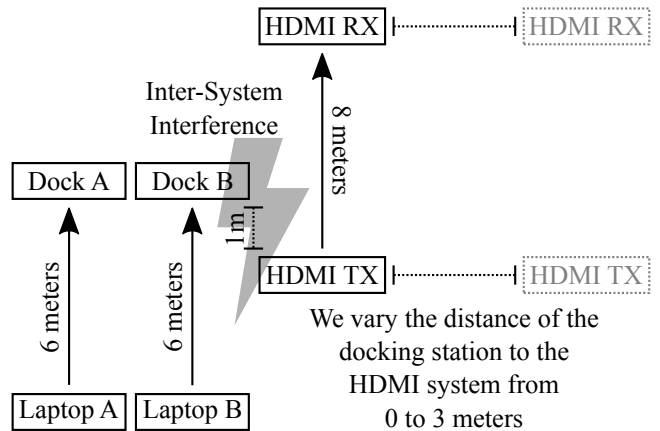 HDMI RX
HDMI RX
Inter-System
Interference
8 meters
Dock A
Dock B
1m
HDMI TX
HDMI TX
6 meters
6 meters
We vary the distance of the
docking station to the
HDMI system from
0 to 3 meters
Laptop A
Laptop B